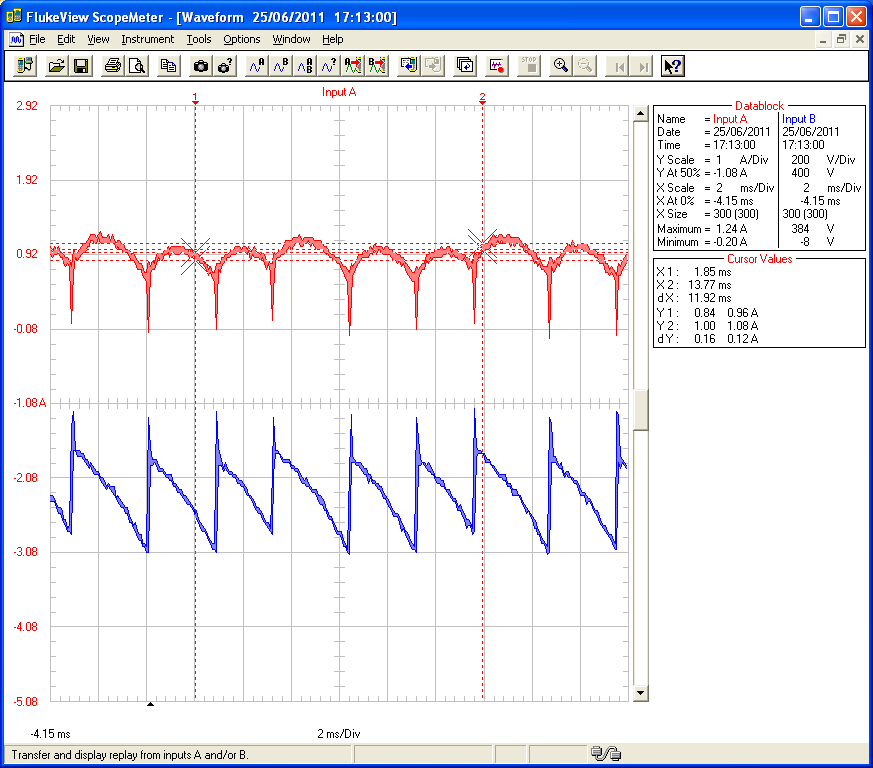 FlukeView ScopeMeter - [Waveform 25/06/2011 17:13:00]
File Edit View Instrument Tools Options Window Help
A B A B ? A B STOP ?
Input A
1 2
2.92
1.92
0.92
-0.08
-1.08A
-2.08
-3.08
-4.08
-5.08
-4.15 ms 2 ms/Div
Datablock
Name = Input A Input B
Date = 25/06/2011 25/06/2011
Time = 17:13:00 17:13:00
Y Scale = 1 A/Div 200 V/Div
Y At 50% = -1.08 A 400 V
X Scale = 2 ms/Div 2 ms/Div
X At 0% = -4.15 ms -4.15 ms
X Size = 300 (300) 300 (300)
Maximum = 1.24 A 384 V
Minimum = -0.20 A -8 V
Cursor Values
X 1 : 1.85 ms
X 2 : 13.77 ms
d X : 11.92 ms
Y 1 : 0.84 0.96 A
Y 2 : 1.00 1.08 A
d Y : 0.16 0.12 A
Transfer and display replay from inputs A and/or B.